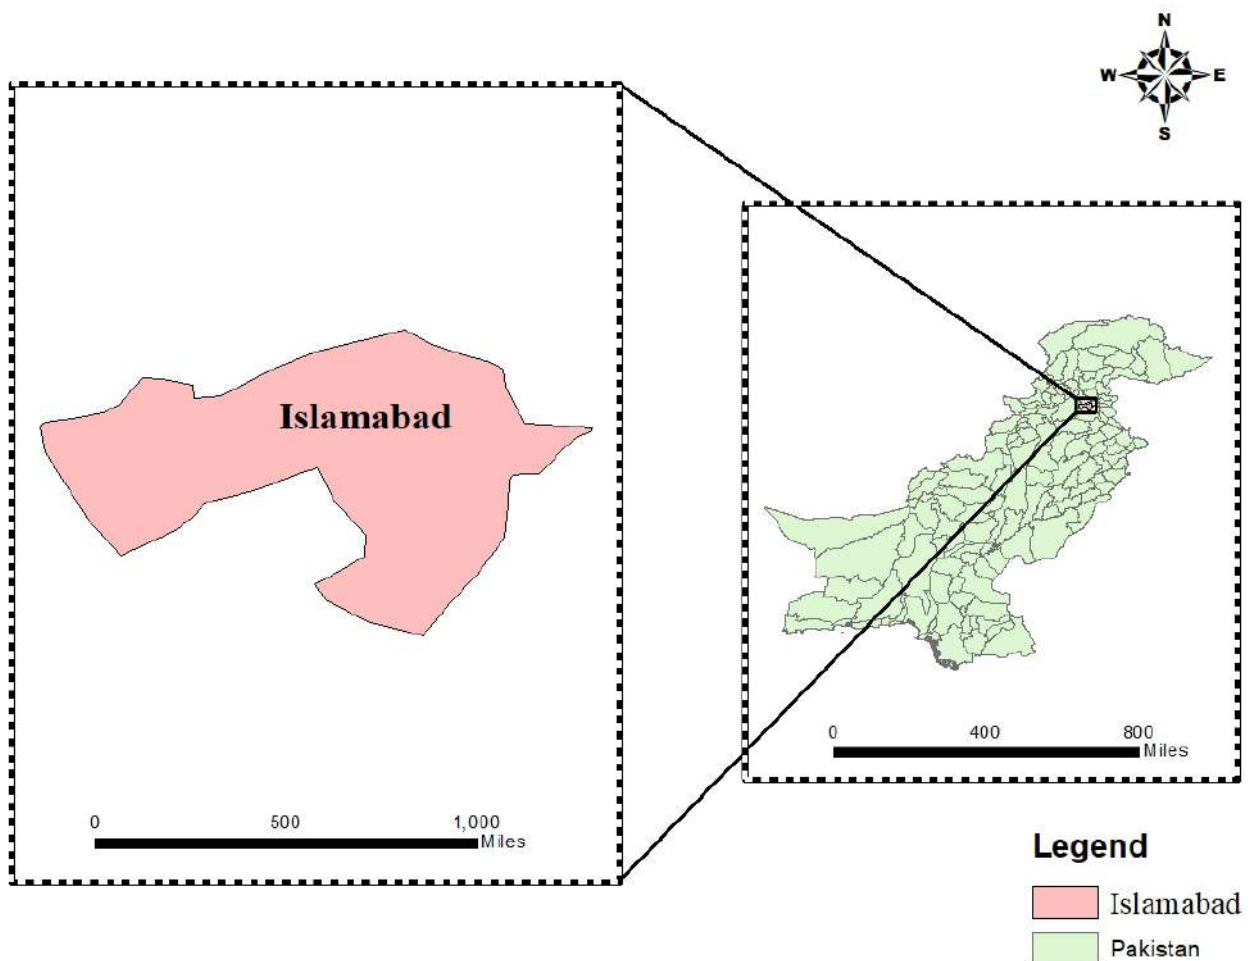 N
W E
S
Islamabad
0 500 1,000
Miles
0 400 800
Miles
Legend
Islamabad
Pakistan